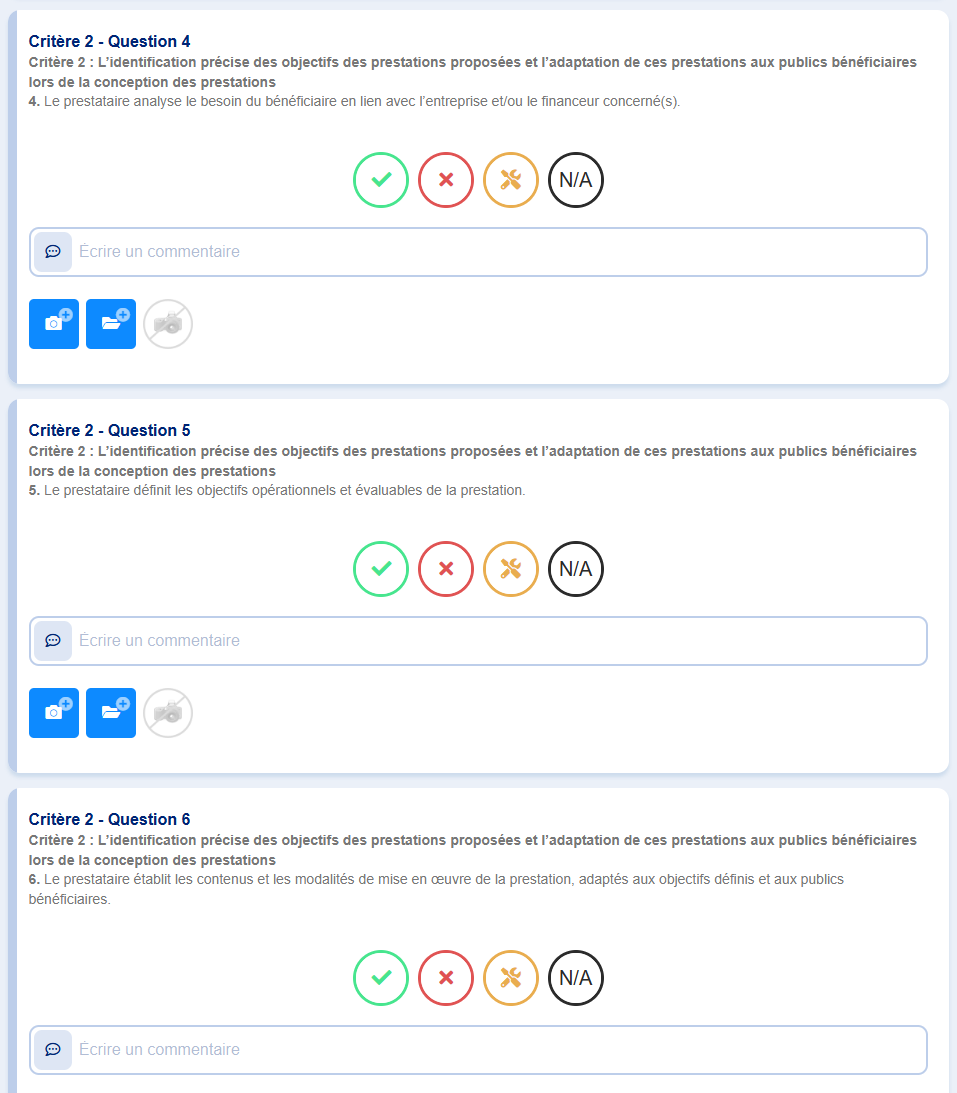 Critère 2 - Question 4
Critère 2 : L’identification précise des objectifs des prestations proposées et l’adaptation de ces prestations aux publics bénéficiaires
lors de la conception des prestations
4. Le prestataire analyse le besoin du bénéficiaire en lien avec l’entreprise et/ou le financeur concerné(s).
N/A
Écrire un commentaire
Critère 2 - Question 5
Critère 2 : L’identification précise des objectifs des prestations proposées et l’adaptation de ces prestations aux publics bénéficiaires
lors de la conception des prestations
5. Le prestataire définit les objectifs opérationnels et évaluables de la prestation.
N/A
Écrire un commentaire
Critère 2 - Question 6
Critère 2 : L’identification précise des objectifs des prestations proposées et l’adaptation de ces prestations aux publics bénéficiaires
lors de la conception des prestations
6. Le prestataire établit les contenus et les modalités de mise en œuvre de la prestation, adaptés aux objectifs définis et aux publics
bénéficiaires.
N/A
Écrire un commentaire